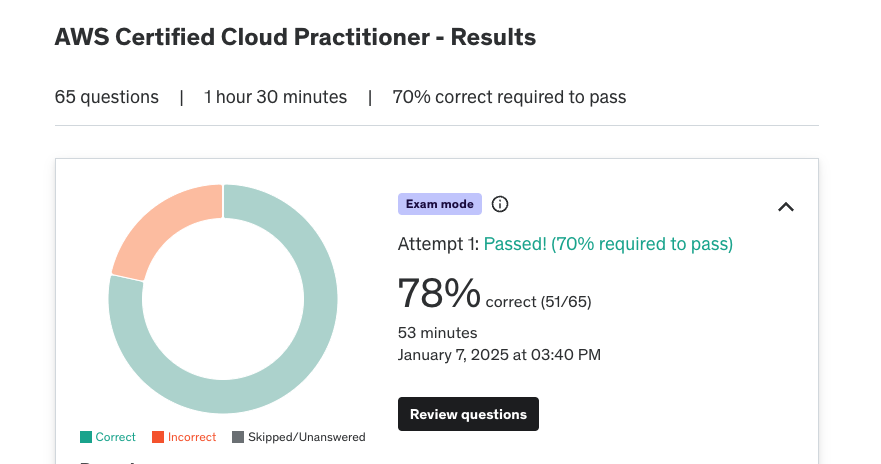 AWS Certified Cloud Practitioner - Results
65 questions | 1 hour 30 minutes | 70% correct required to pass
Exam mode
Attempt 1: Passed! (70% required to pass)
78% correct (51/65)
53 minutes
January 7, 2025 at 03:40 PM
Review questions
Correct Incorrect Skipped/Unanswered